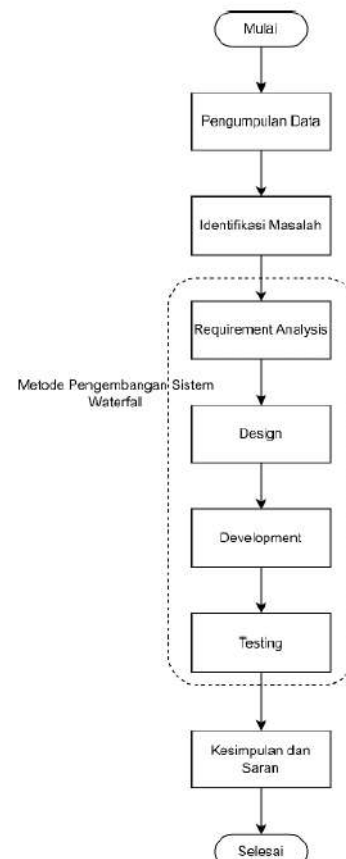 Mulai
Pengumpulan Data
Identifikasi Masalah
Requirement Analysis
Metode Pengembangan Sistem
Waterfall
Design
Development
Testing
Kesimpulan dan
Saran
Selesai